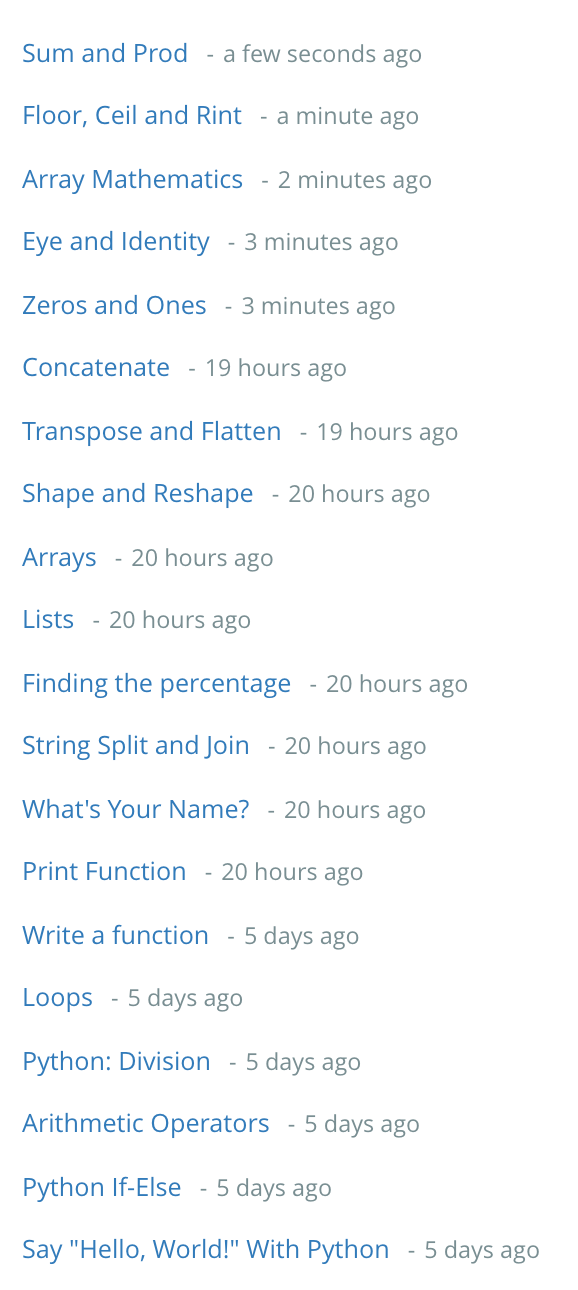 Sum and Prod - a few seconds ago
Floor, Ceil and Rint - a minute ago
Array Mathematics - 2 minutes ago
Eye and Identity - 3 minutes ago
Zeros and Ones - 3 minutes ago
Concatenate - 19 hours ago
Transpose and Flatten - 19 hours ago
Shape and Reshape - 20 hours ago
Arrays - 20 hours ago
Lists - 20 hours ago
Finding the percentage - 20 hours ago
String Split and Join - 20 hours ago
What's Your Name? - 20 hours ago
Print Function - 20 hours ago
Write a function - 5 days ago
Loops - 5 days ago
Python: Division - 5 days ago
Arithmetic Operators - 5 days ago
Python If-Else - 5 days ago
Say "Hello, World!" With Python - 5 days ago